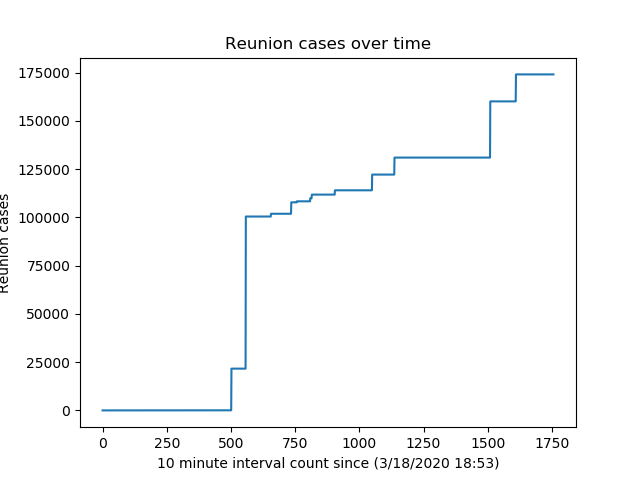 Reunion cases over time
175000
150000
125000
100000
75000
50000
25000
0
Reunion cases
0 250 500 750 1000 1250 1500 1750
10 minute interval count since (3/18/2020 18:53)